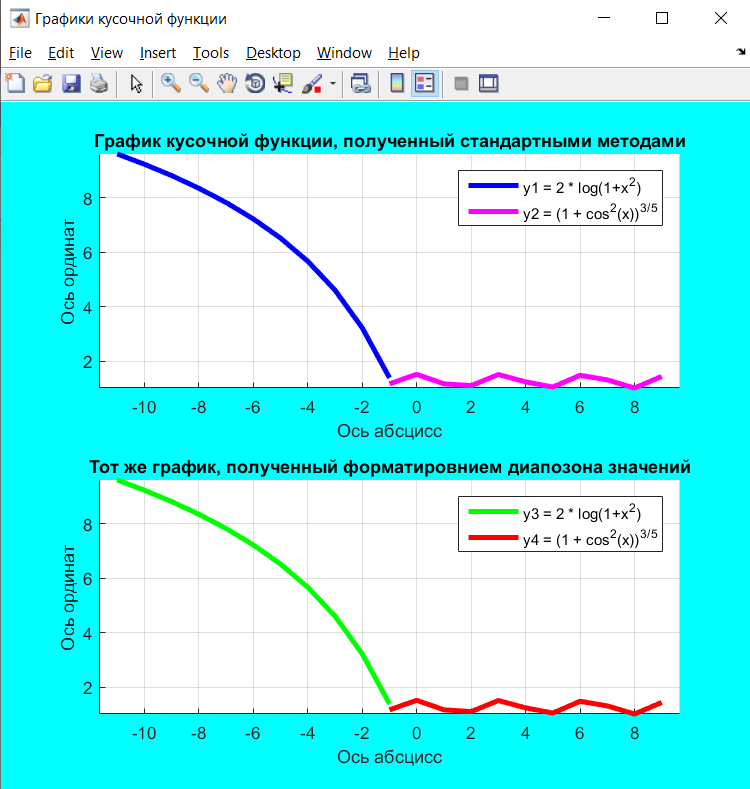 Графики кусочной функции
File Edit View Insert Tools Desktop Window Help
График кусочной функции, полученный стандартными методами
y1 = 2 * log(1+x²)
y2 = (1 + cos²(x))³ᐟ⁵
8
6
4
2
Ось ординат
-10 -8 -6 -4 -2 0 2 4 6 8
Ось абсцисс
Тот же график, полученный форматировнием диапозона значений
y3 = 2 * log(1+x²)
y4 = (1 + cos²(x))³ᐟ⁵
8
6
4
2
Ось ординат
-10 -8 -6 -4 -2 0 2 4 6 8
Ось абсцисс